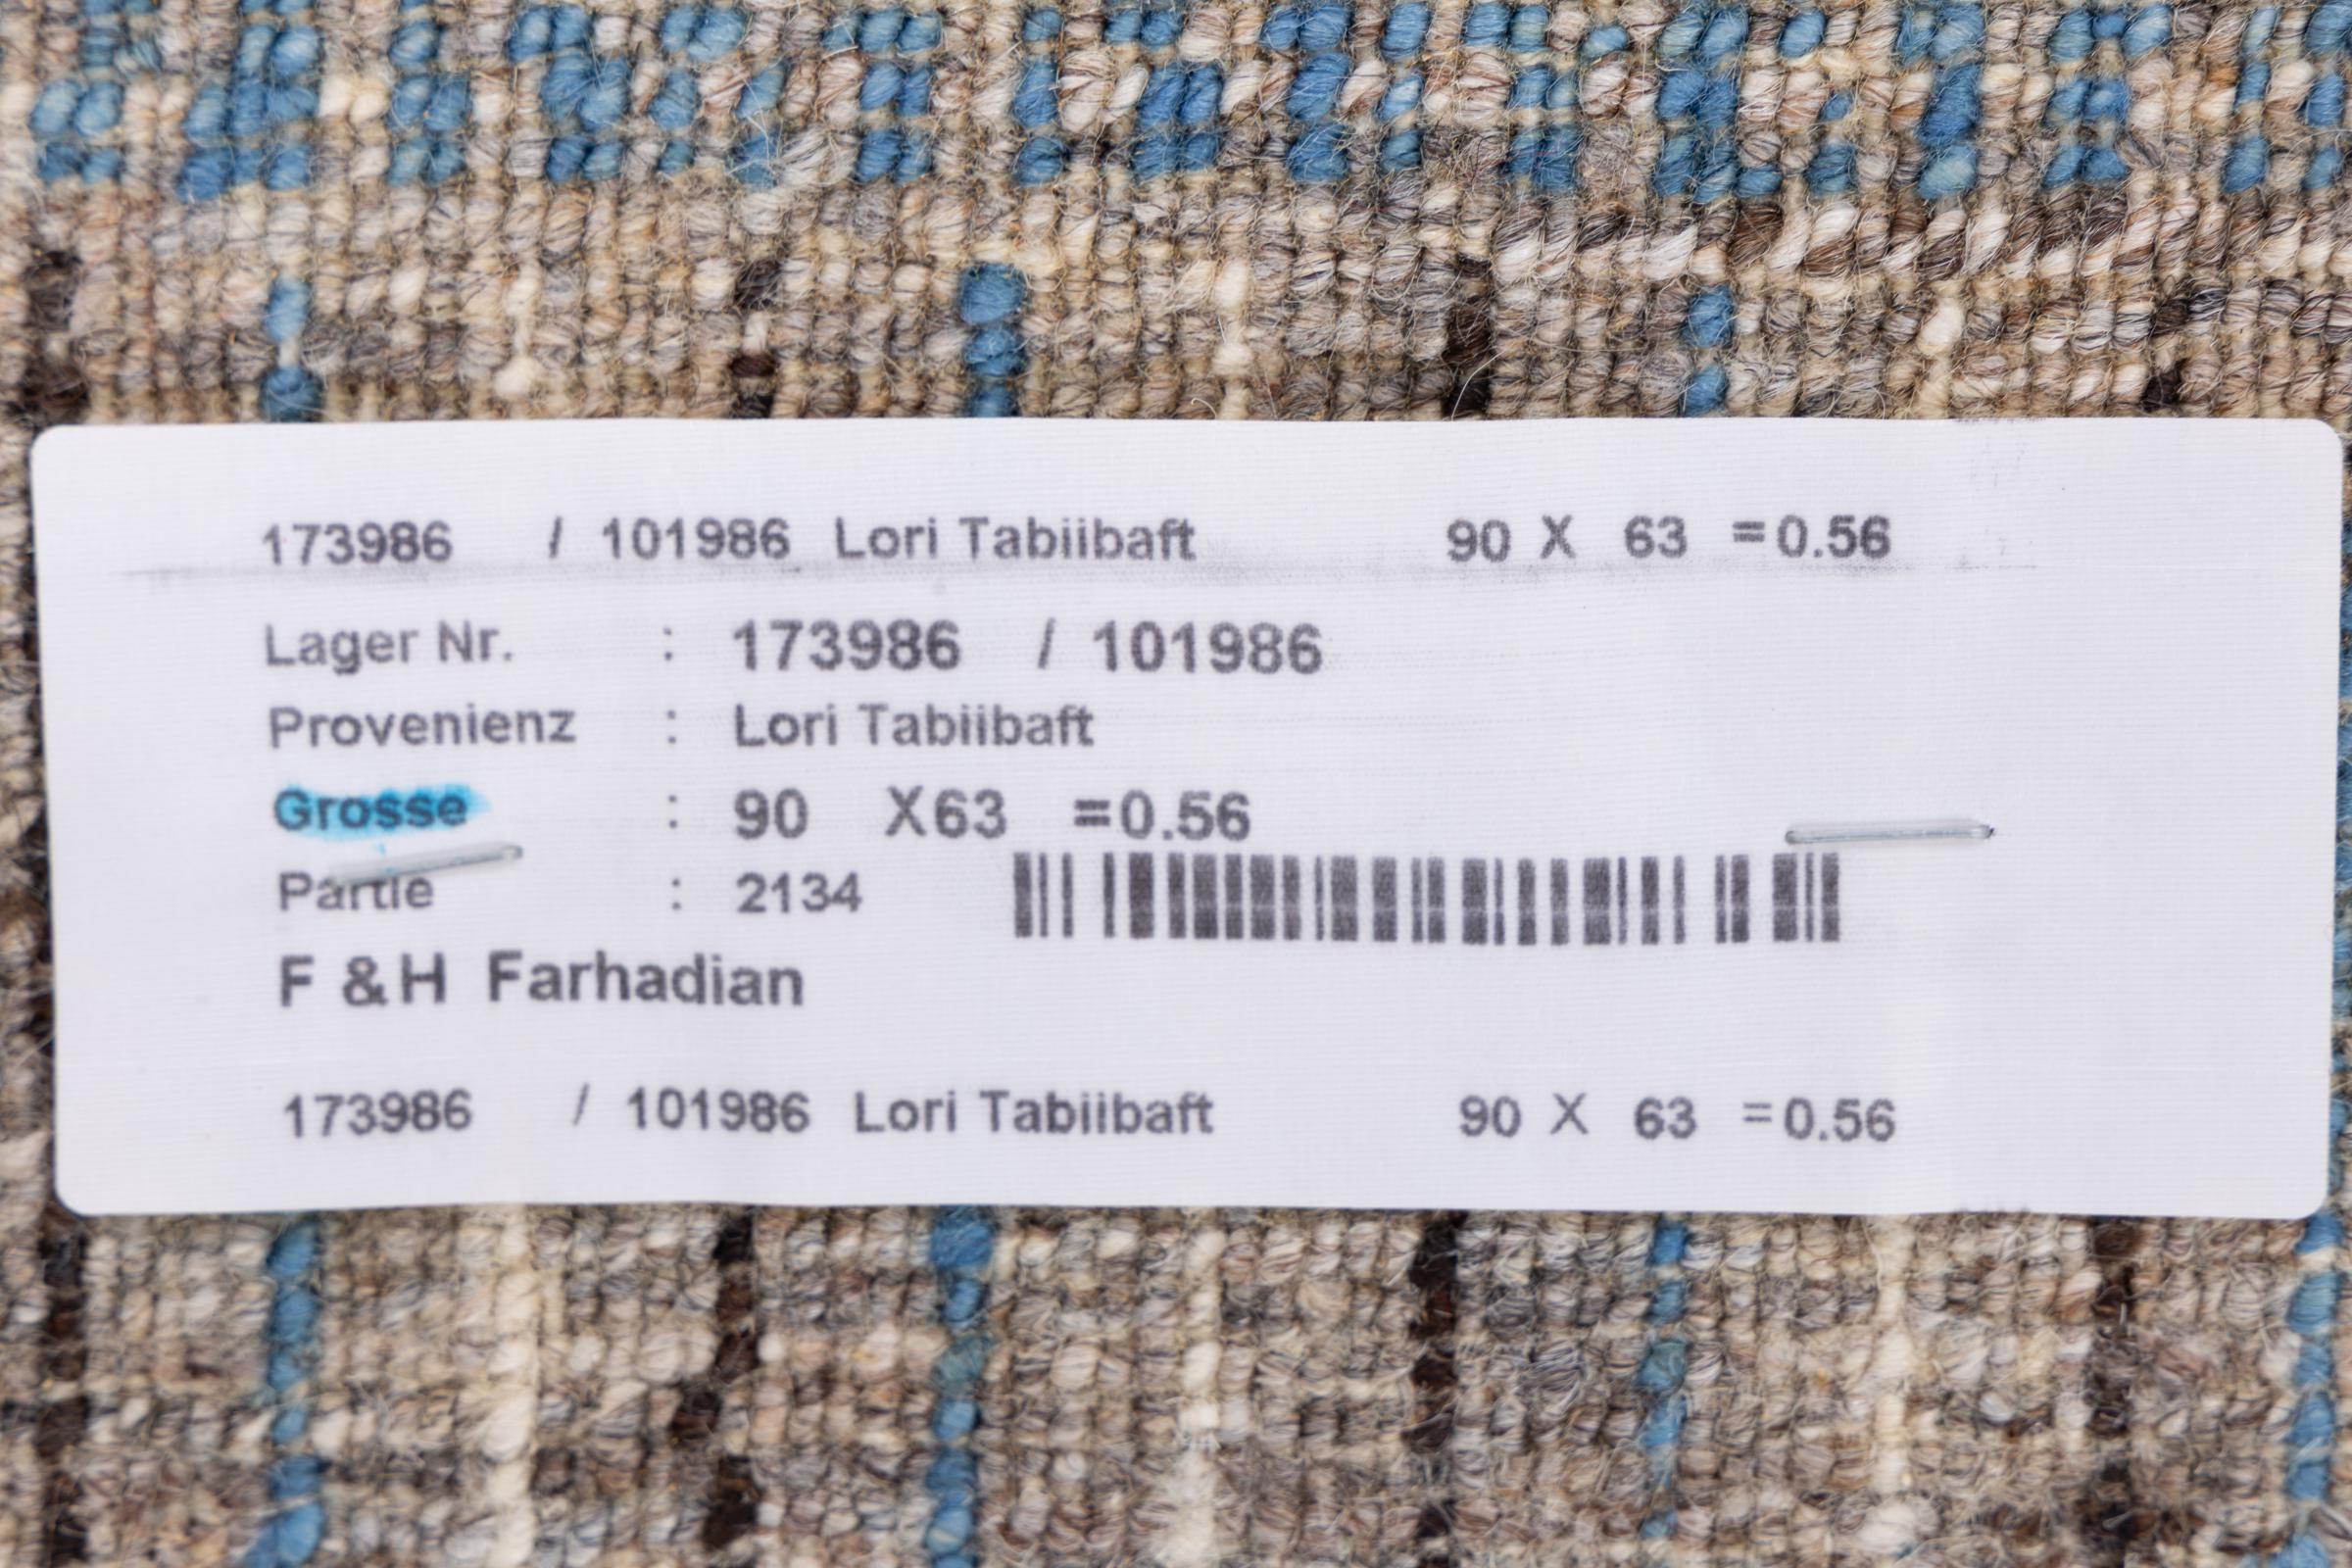 173986 / 101986 Lori Tabiibaft 90 X 63 =0.56
Lager Nr. : 173986 / 101986
Provenienz : Lori Tabiibaft
Grosse : 90 X63 =0.56
Partie : 2134
F &H Farhadian
173986 / 101986 Lori Tabiibaft 90 X 63 =0.56